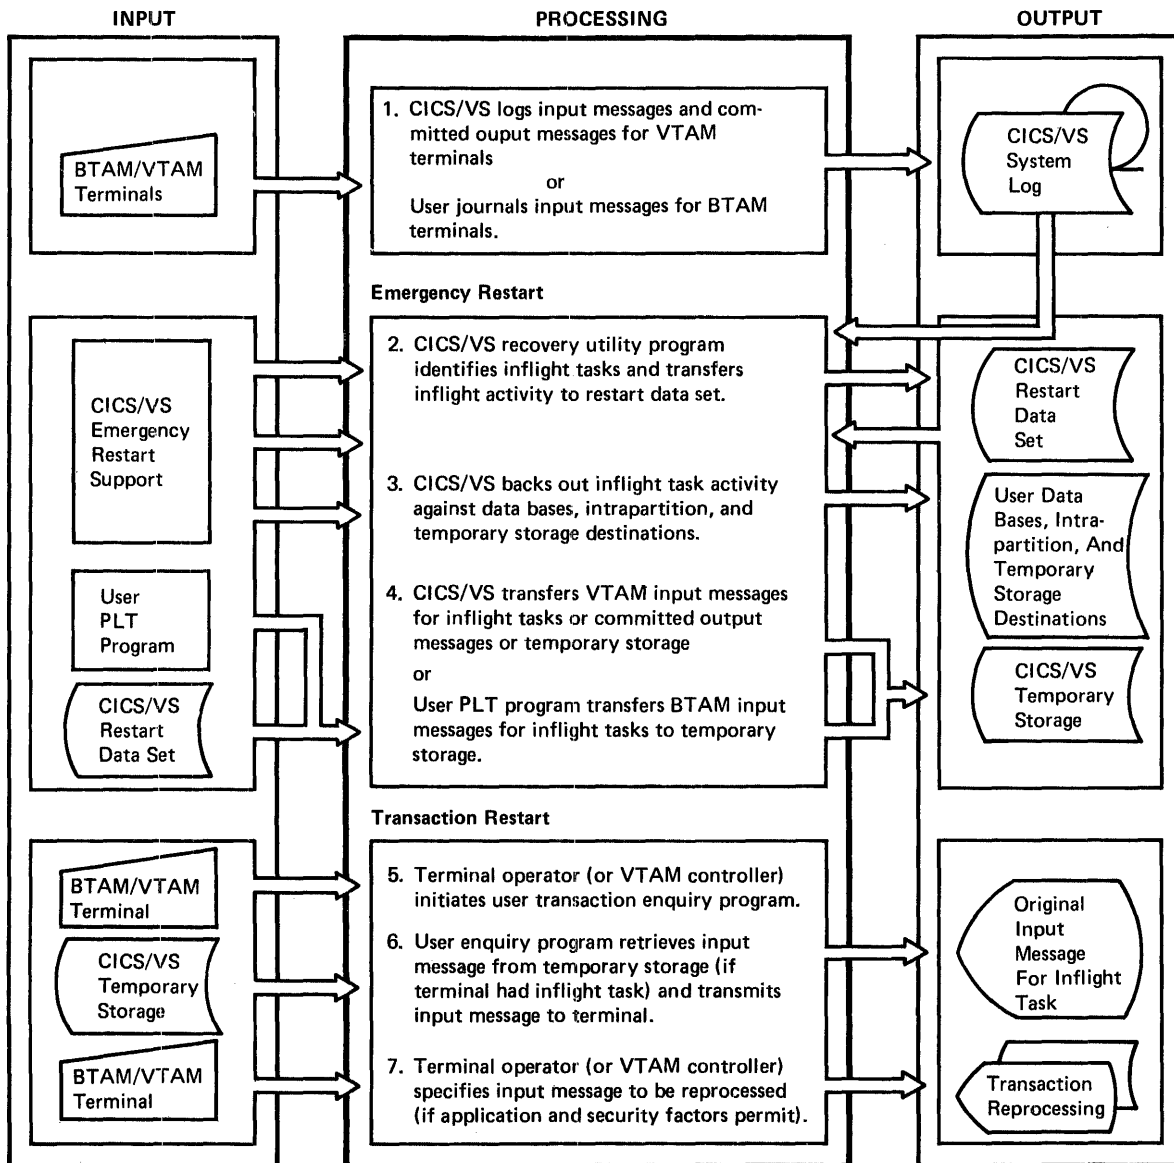 INPUT
PROCESSING
OUTPUT
BTAM/VTAM
Terminals
1. CICS/VS logs input messages and com-
mitted ouput messages for VTAM
terminals
or
User journals input messages for BTAM
terminals.
CICS/VS
System
Log
Emergency Restart
CICS/VS
Emergency
Restart
Support
User
PLT
Program
CICS/VS
Restart
Data Set
2. CICS/VS recovery utility program
identifies inflight tasks and transfers
inflight activity to restart data set.
3. CICS/VS backs out inflight task activity
against data bases, intrapartition, and
temporary storage destinations.
4. CICS/VS transfers VTAM input messages
for inflight tasks or committed output
messages or temporary storage
or
User PLT program transfers BTAM input
messages for inflight tasks to temporary
storage.
CICS/VS
Restart
Data
Set
User Data
Bases, Intra-
partition, And
Temporary
Storage
Destinations
CICS/VS
Temporary
Storage
Transaction Restart
BTAM/VTAM
Terminal
CICS/VS
Temporary
Storage
BTAM/VTAM
Terminal
5. Terminal operator (or VTAM controller)
initiates user transaction enquiry program.
6. User enquiry program retrieves input
message from temporary storage (if
terminal had inflight task) and transmits
input message to terminal.
7. Terminal operator (or VTAM controller)
specifies input message to be reprocessed
(if application and security factors permit).
Original
Input
Message
For Inflight
Task
Transaction
Reprocessing